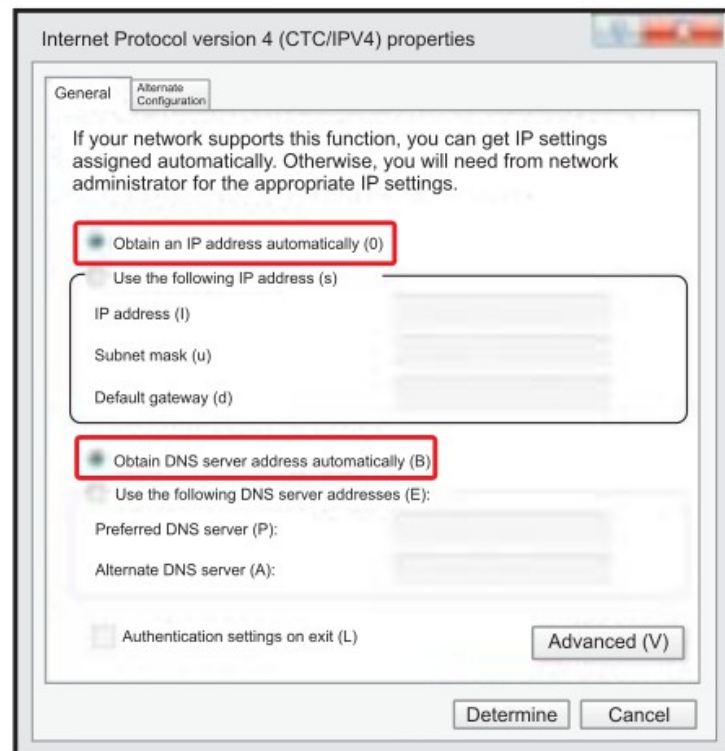 Internet Protocol version 4 (CTC/IPV4) properties
General
Alternate
Configuration
If your network supports this function, you can get IP settings
assigned automatically. Otherwise, you will need from network
administrator for the appropriate IP settings.
Obtain an IP address automatically (0)
Use the following IP address (s)
IP address (I)
Subnet mask (u)
Default gateway (d)
Obtain DNS server address automatically (B)
Use the following DNS server addresses (E):
Preferred DNS server (P):
Alternate DNS server (A):
Authentication settings on exit (L)
Advanced (V)
Determine
Cancel